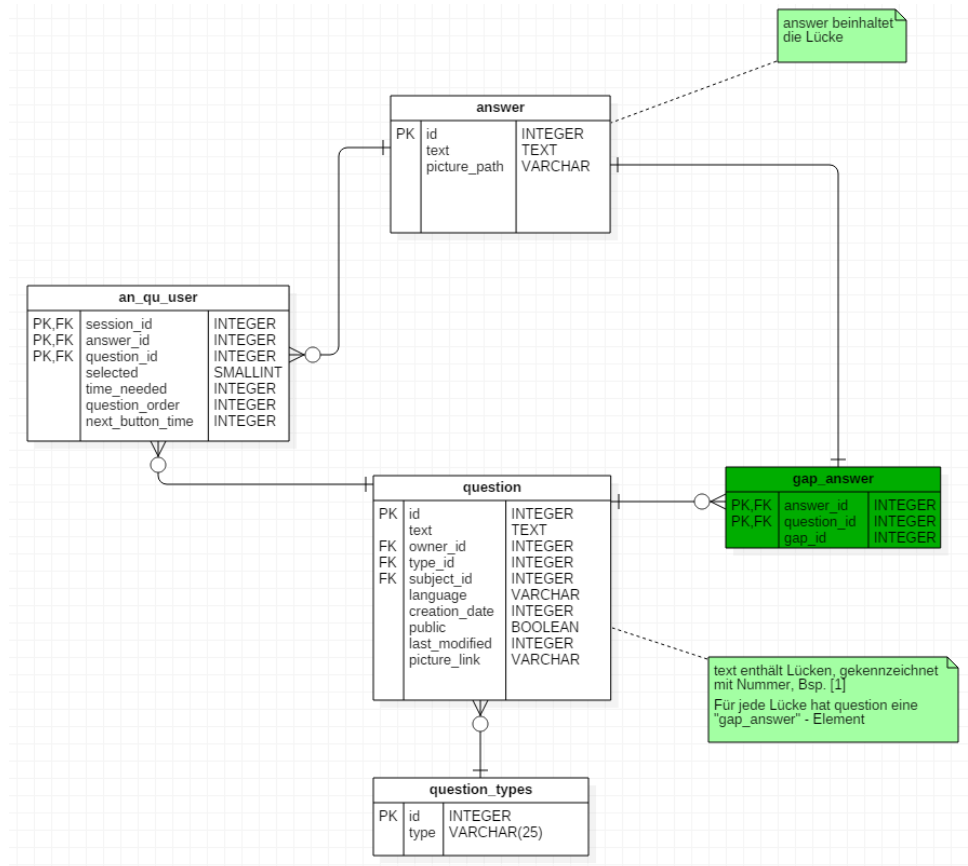 answer beinhaltet
die Lücke
answer
PK id INTEGER
text TEXT
picture_path VARCHAR
an_qu_user
PK,FK session_id INTEGER
PK,FK answer_id INTEGER
PK,FK question_id INTEGER
selected SMALLINT
time_needed INTEGER
question_order INTEGER
next_button_time INTEGER
question
PK id INTEGER
text TEXT
FK owner_id INTEGER
FK type_id INTEGER
FK subject_id INTEGER
language VARCHAR
creation_date INTEGER
public BOOLEAN
last_modified INTEGER
picture_link VARCHAR
gap_answer
PK,FK answer_id INTEGER
PK,FK question_id INTEGER
gap_id INTEGER
text enthält Lücken, gekennzeichnet
mit Nummer, Bsp. [1]
Für jede Lücke hat question eine
"gap_answer" - Element
question_types
PK id INTEGER
type VARCHAR(25)